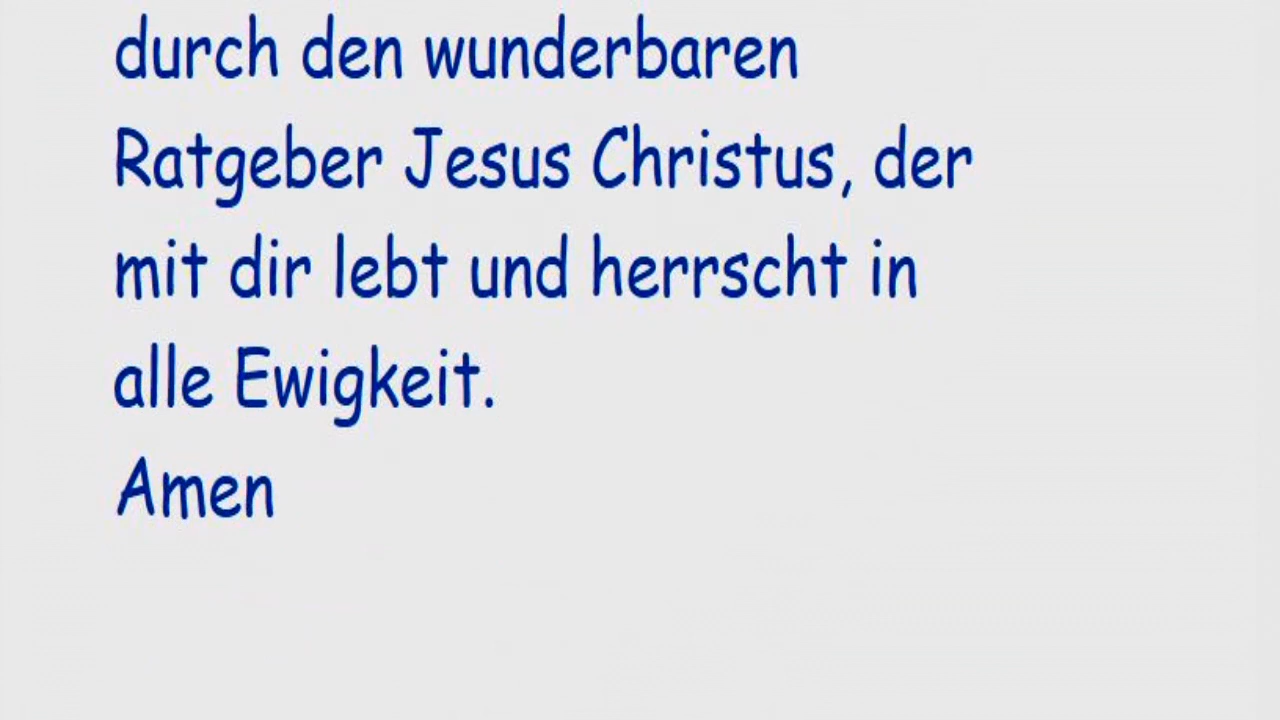 durch den wunderbaren
Ratgeber Jesus Christus, der
mit dir lebt und herrscht in
alle Ewigkeit.
Amen